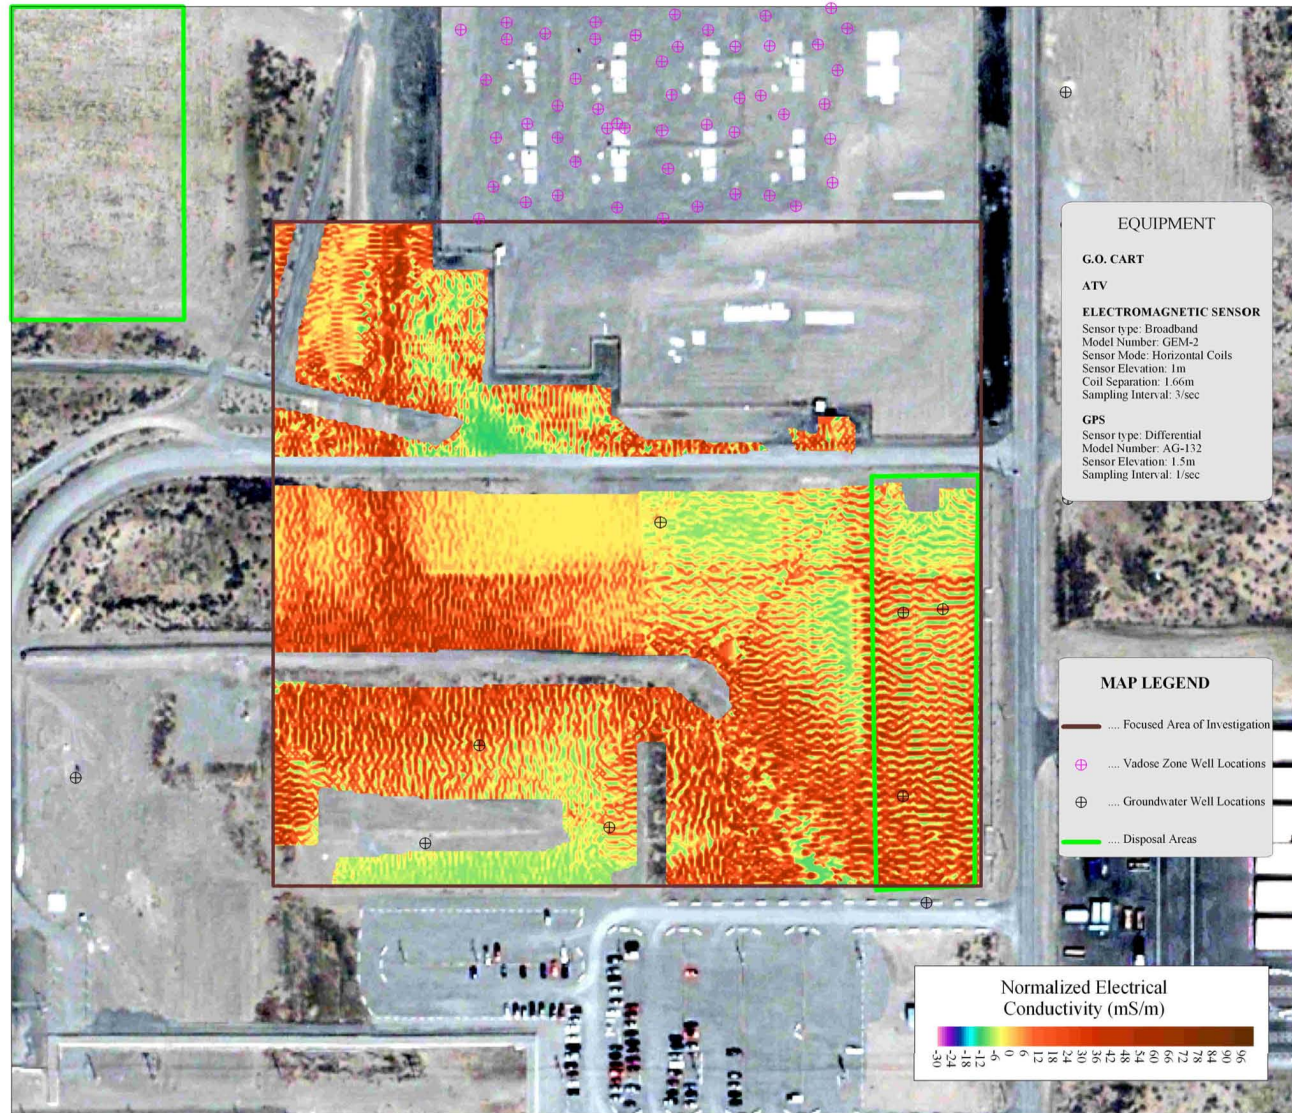 EQUIPMENT
G.O. CART
ATV
ELECTROMAGNETIC SENSOR
Sensor type: Broadband
Model Number: GEM-2
Sensor Mode: Horizontal Coils
Sensor Elevation: 1m
Coil Separation: 1.66m
Sampling Interval: 3/sec
GPS
Sensor type: Differential
Model Number: AG-132
Sensor Elevation: 1.5m
Sampling Interval: 1/sec
MAP LEGEND
.... Focused Area of Investigation
.... Vadose Zone Well Locations
.... Groundwater Well Locations
.... Disposal Areas
Normalized Electrical
Conductivity (mS/m)
-30 -24 -18 -12 -6 0 6 12 18 24 30 36 42 48 54 60 66 72 78 84 90 96